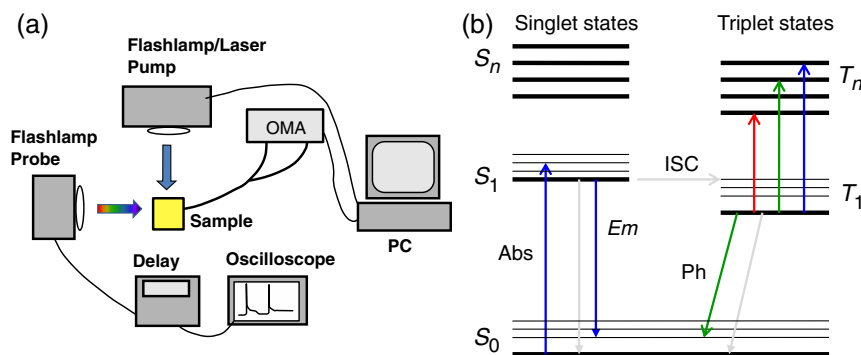 (a)
Flashlamp/Laser
Pump
Flashlamp
Probe
OMA
Sample
PC
Delay
Oscilloscope
(b)
Singlet states
Triplet states
Sn
Tn
S1
ISC
T1
Abs
Em
Ph
S0